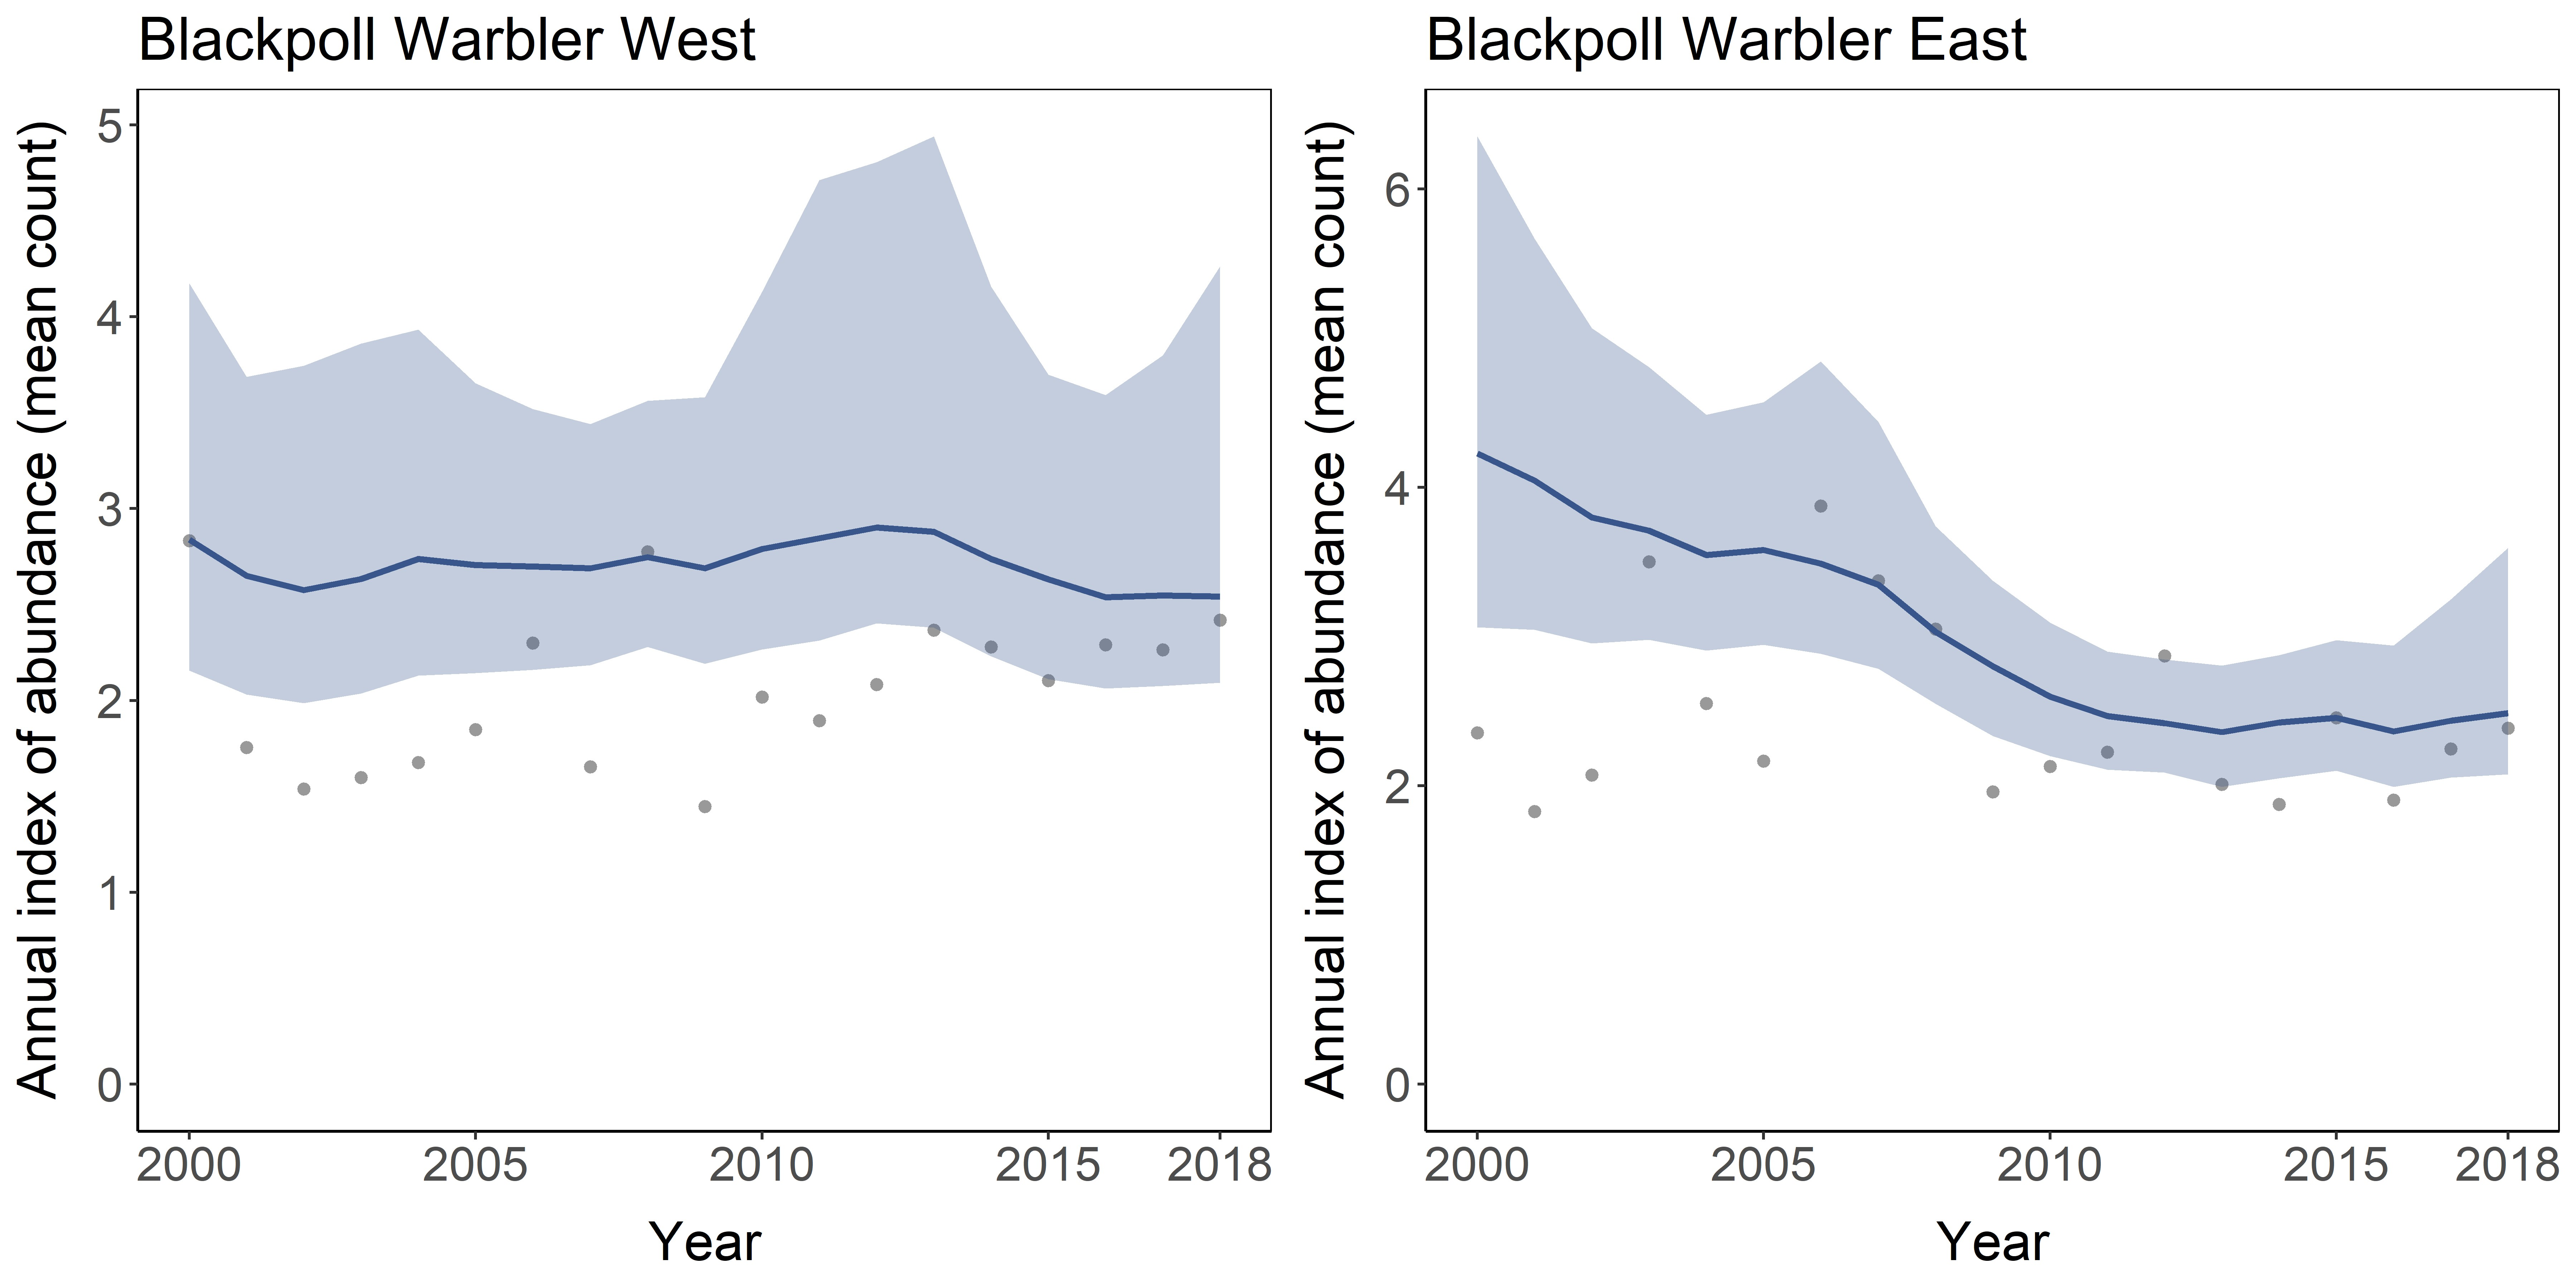 Blackpoll Warbler West
Annual index of abundance (mean count)
5
4
3
2
1
0
2000 2005 2010 2015 2018
Year
Blackpoll Warbler East
Annual index of abundance (mean count)
6
4
2
0
2000 2005 2010 2015 2018
Year